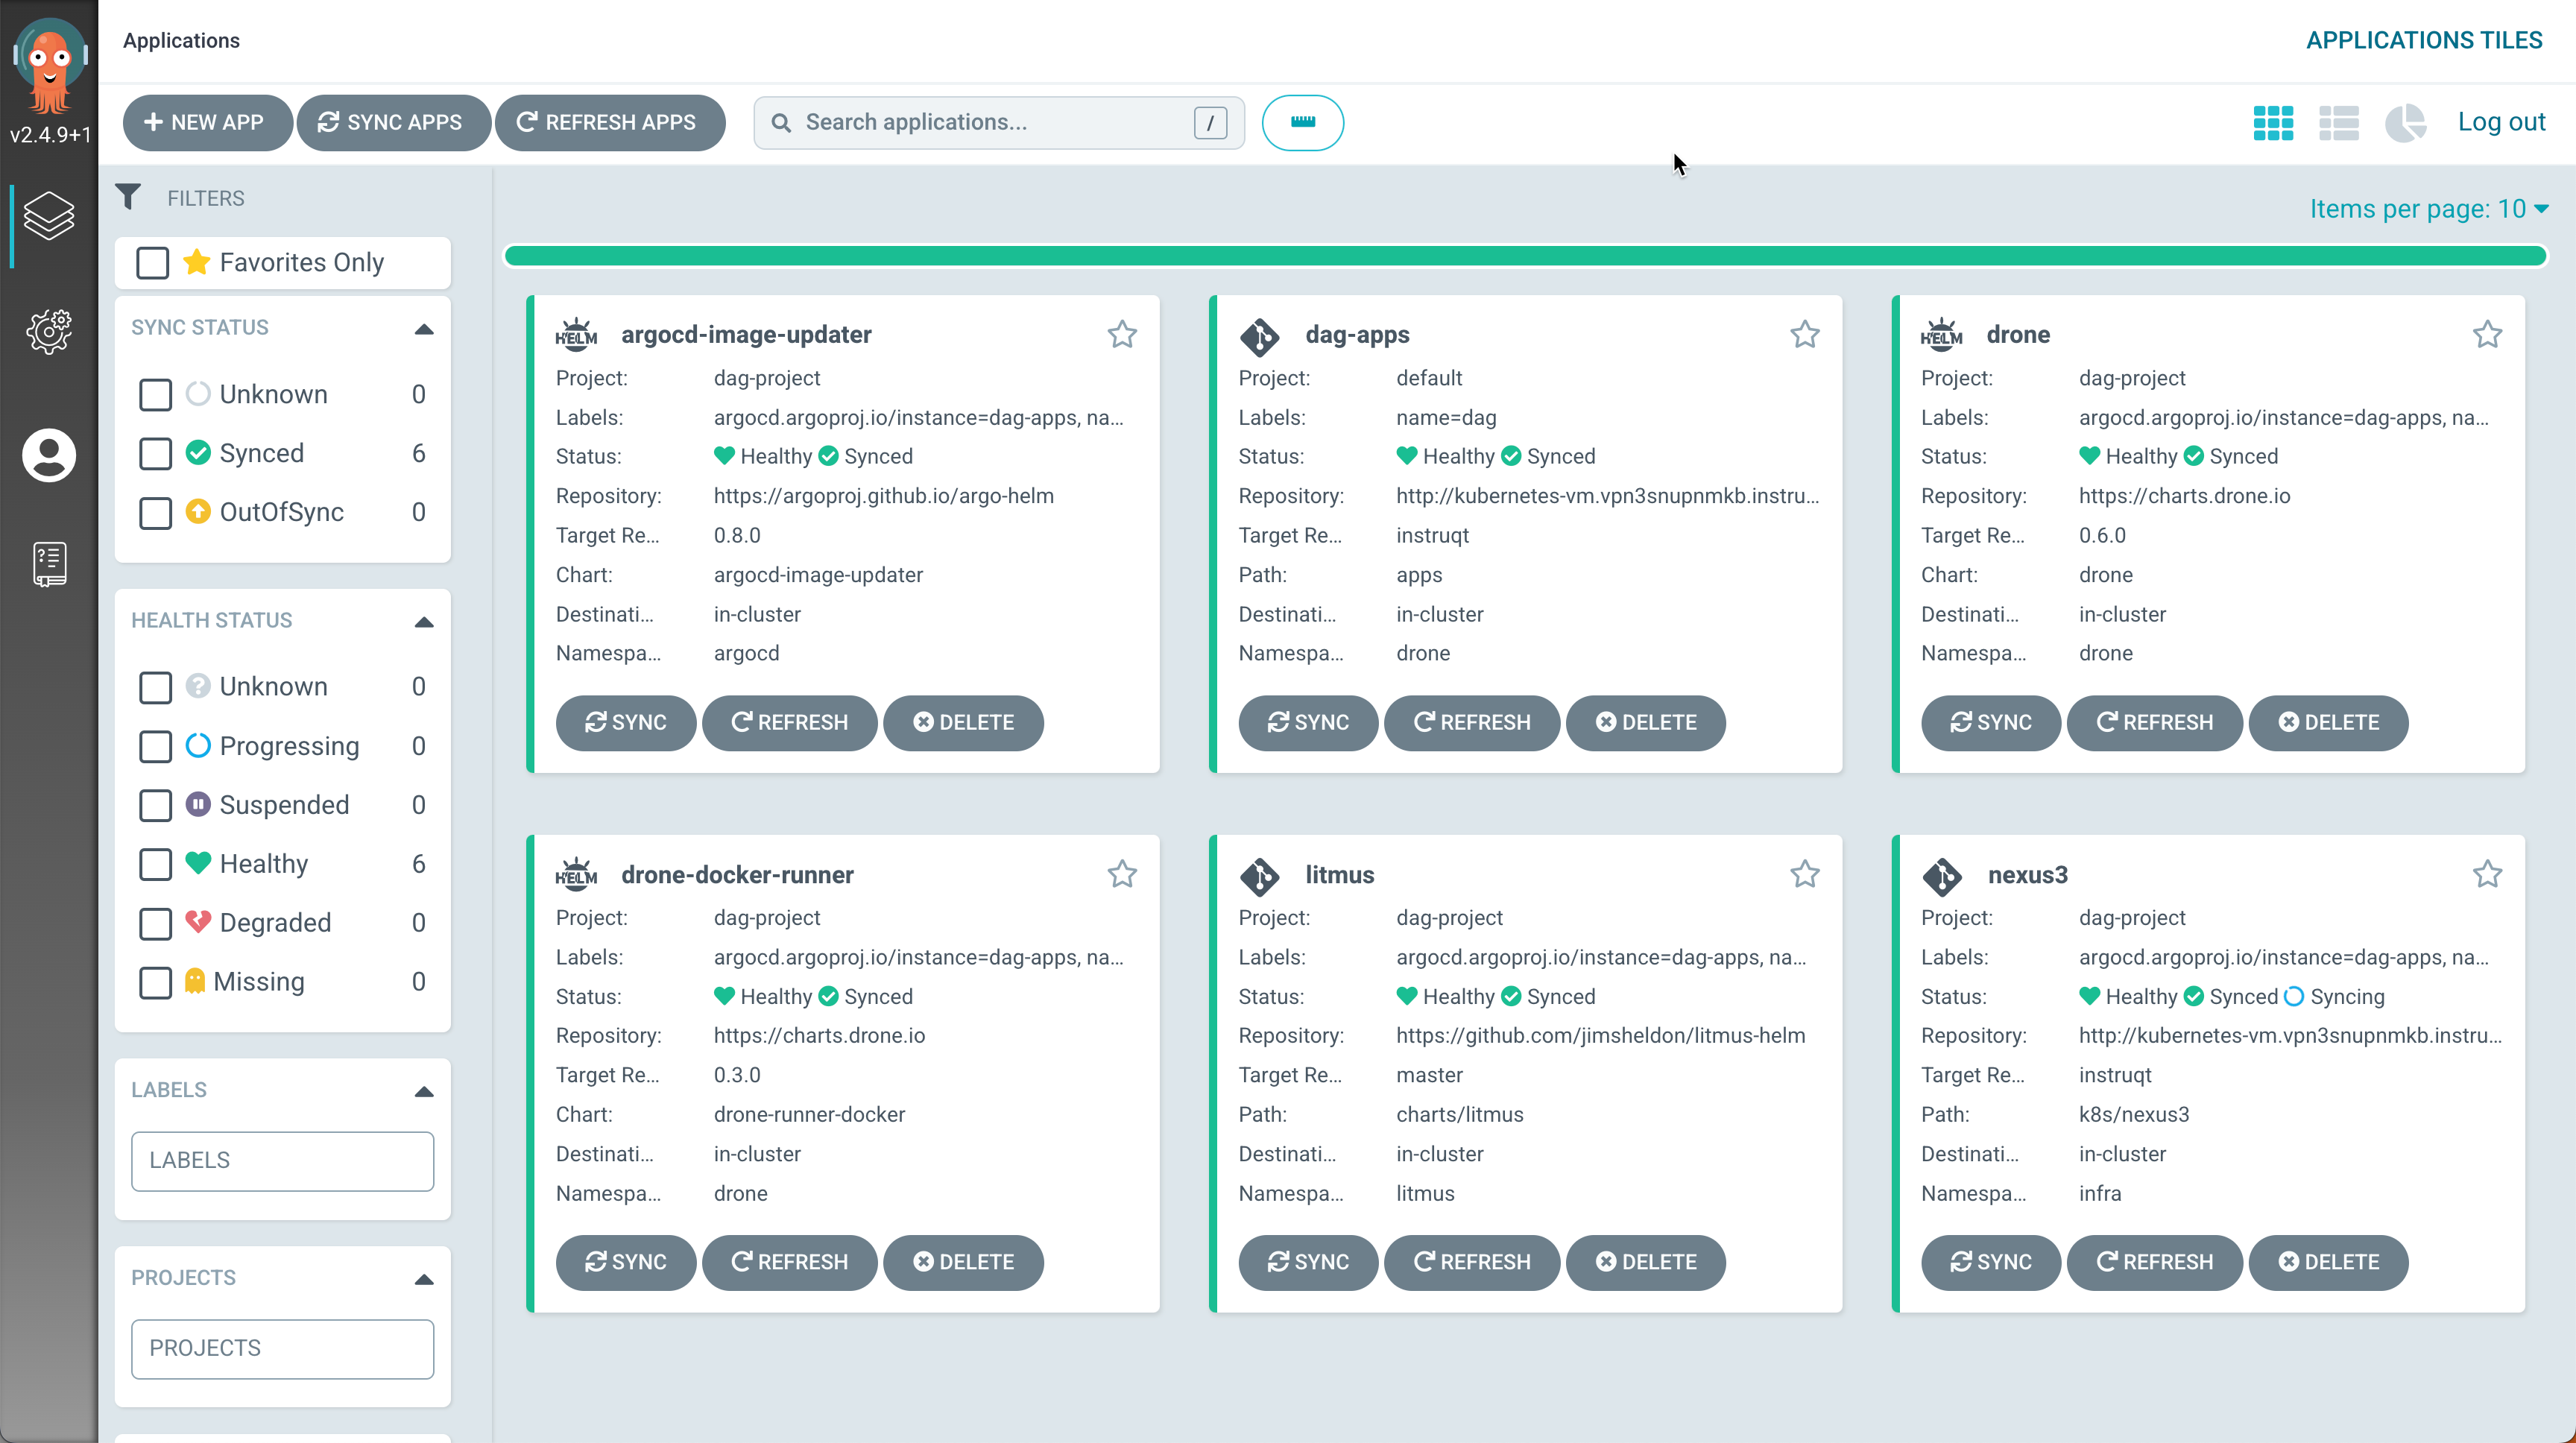 Applications
APPLICATIONS TILES
v2.4.9+1
NEW APP
SYNC APPS
REFRESH APPS
Search applications...
/
Log out
FILTERS
Favorites Only
SYNC STATUS
Unknown 0
Synced 6
OutOfSync 0
HEALTH STATUS
Unknown 0
Progressing 0
Suspended 0
Healthy 6
Degraded 0
Missing 0
LABELS
LABELS
PROJECTS
PROJECTS
Items per page: 10
HELM argocd-image-updater
Project: dag-project
Labels: argocd.argoproj.io/instance=dag-apps, na...
Status: Healthy Synced
Repository: https://argoproj.github.io/argo-helm
Target Re... 0.8.0
Chart: argocd-image-updater
Destinati... in-cluster
Namespa... argocd
SYNC REFRESH DELETE
dag-apps
Project: default
Labels: name=dag
Status: Healthy Synced
Repository: http://kubernetes-vm.vpn3snupnmkb.instru...
Target Re... instruqt
Path: apps
Destinati... in-cluster
Namespa... drone
SYNC REFRESH DELETE
HELM drone
Project: dag-project
Labels: argocd.argoproj.io/instance=dag-apps, na...
Status: Healthy Synced
Repository: https://charts.drone.io
Target Re... 0.6.0
Chart: drone
Destinati... in-cluster
Namespa... drone
SYNC REFRESH DELETE
HELM drone-docker-runner
Project: dag-project
Labels: argocd.argoproj.io/instance=dag-apps, na...
Status: Healthy Synced
Repository: https://charts.drone.io
Target Re... 0.3.0
Chart: drone-runner-docker
Destinati... in-cluster
Namespa... drone
SYNC REFRESH DELETE
litmus
Project: dag-project
Labels: argocd.argoproj.io/instance=dag-apps, na...
Status: Healthy Synced
Repository: https://github.com/jimsheldon/litmus-helm
Target Re... master
Path: charts/litmus
Destinati... in-cluster
Namespa... litmus
SYNC REFRESH DELETE
nexus3
Project: dag-project
Labels: argocd.argoproj.io/instance=dag-apps, na...
Status: Healthy Synced Syncing
Repository: http://kubernetes-vm.vpn3snupnmkb.instru...
Target Re... instruqt
Path: k8s/nexus3
Destinati... in-cluster
Namespa... infra
SYNC REFRESH DELETE